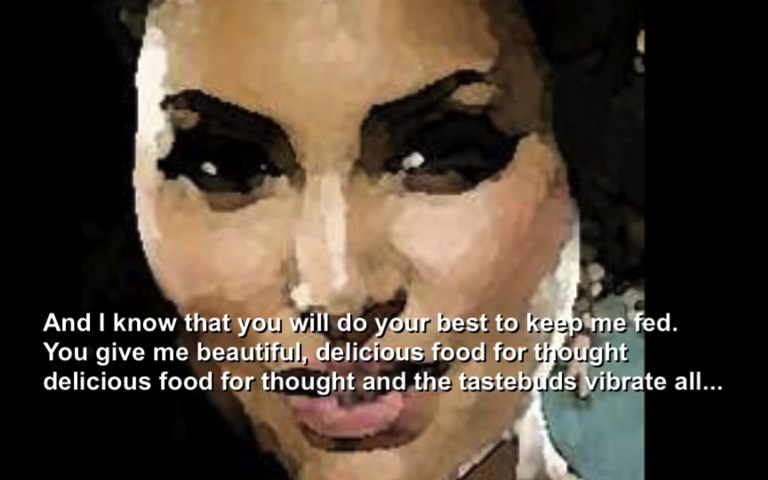 And I know that you will do your best to keep me fed.
You give me beautiful, delicious food for thought
delicious food for thought and the tastebuds vibrate all...